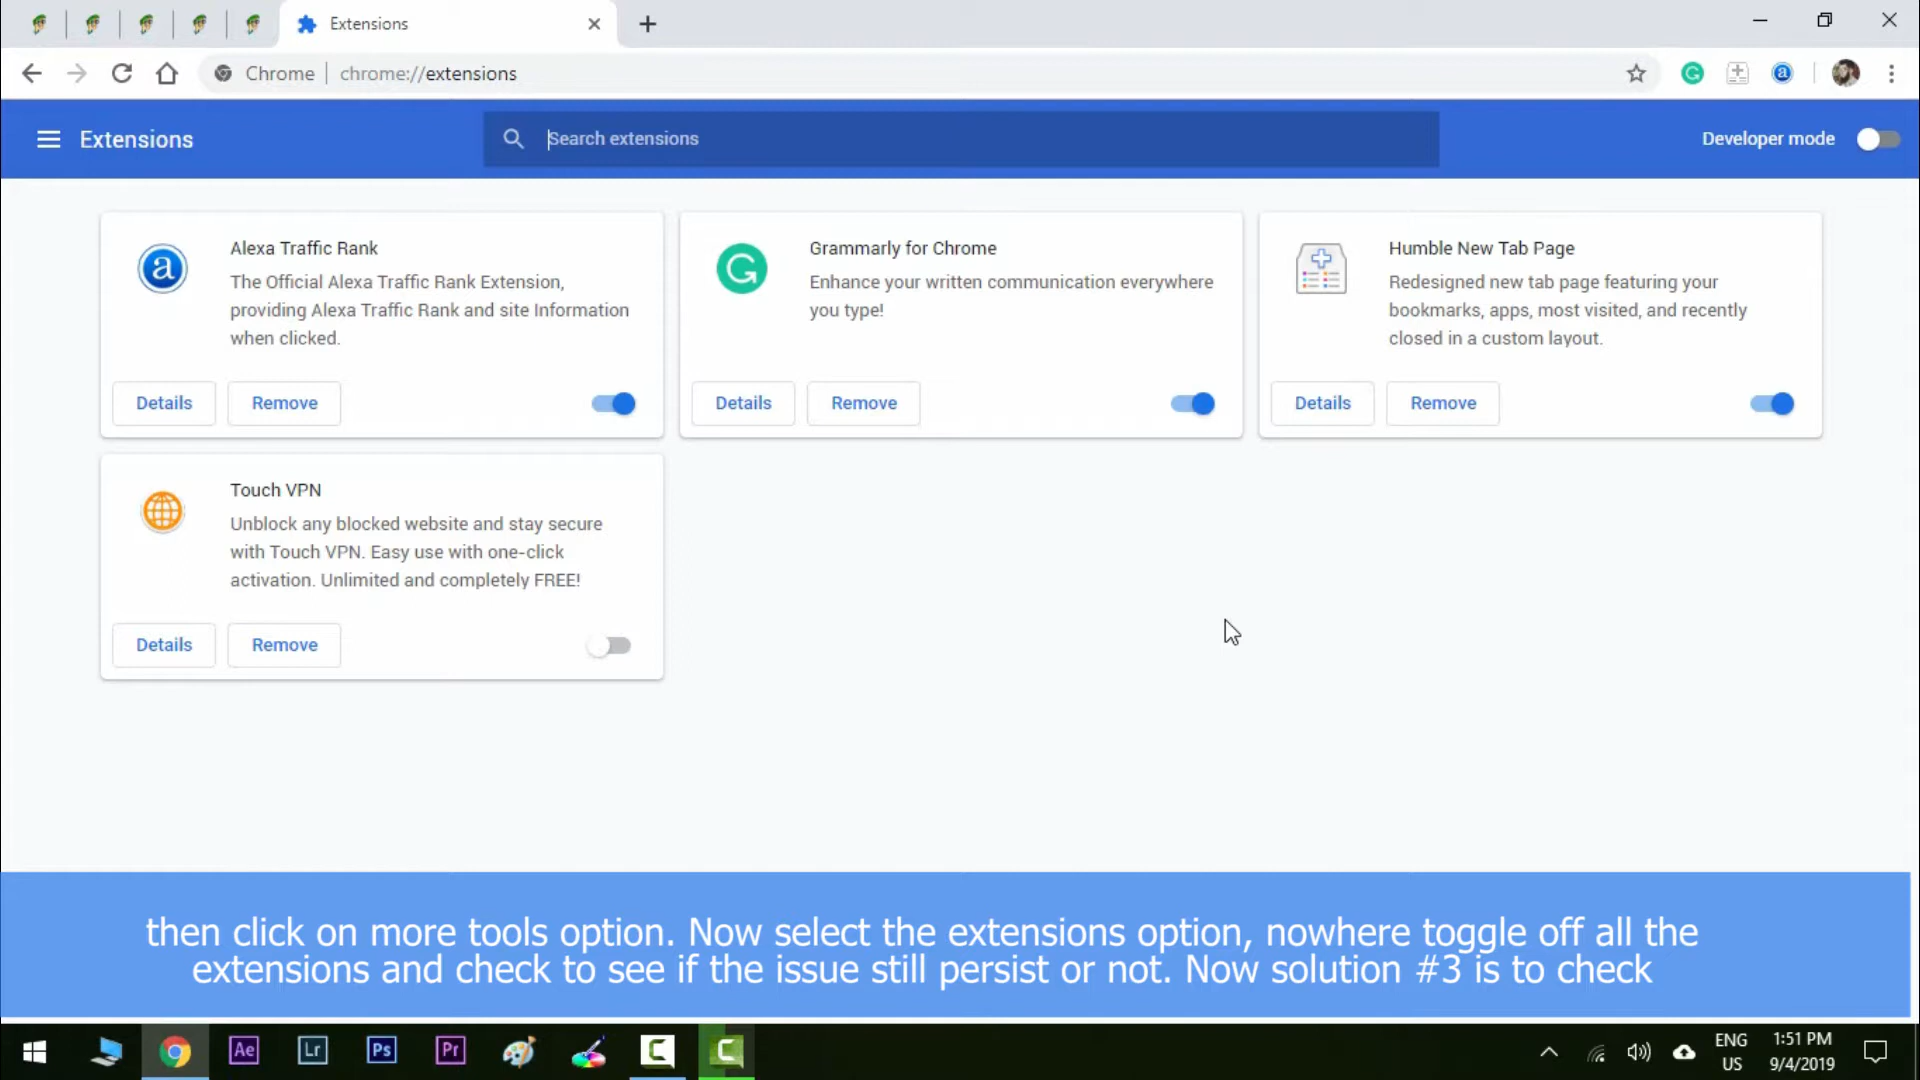 Extensions
Chrome
chrome://extensions
Extensions
Search extensions
Developer mode
Alexa Traffic Rank
The Official Alexa Traffic Rank Extension,
providing Alexa Traffic Rank and site Information
when clicked.
Details
Remove
Grammarly for Chrome
Enhance your written communication everywhere
you type!
Details
Remove
Humble New Tab Page
Redesigned new tab page featuring your
bookmarks, apps, most visited, and recently
closed in a custom layout.
Details
Remove
Touch VPN
Unblock any blocked website and stay secure
with Touch VPN. Easy use with one-click
activation. Unlimited and completely FREE!
Details
Remove
then click on more tools option. Now select the extensions option, nowhere toggle off all the
extensions and check to see if the issue still persist or not. Now solution #3 is to check
Ae
Lr
Ps
Pr
ENG
US
1:51 PM
9/4/2019